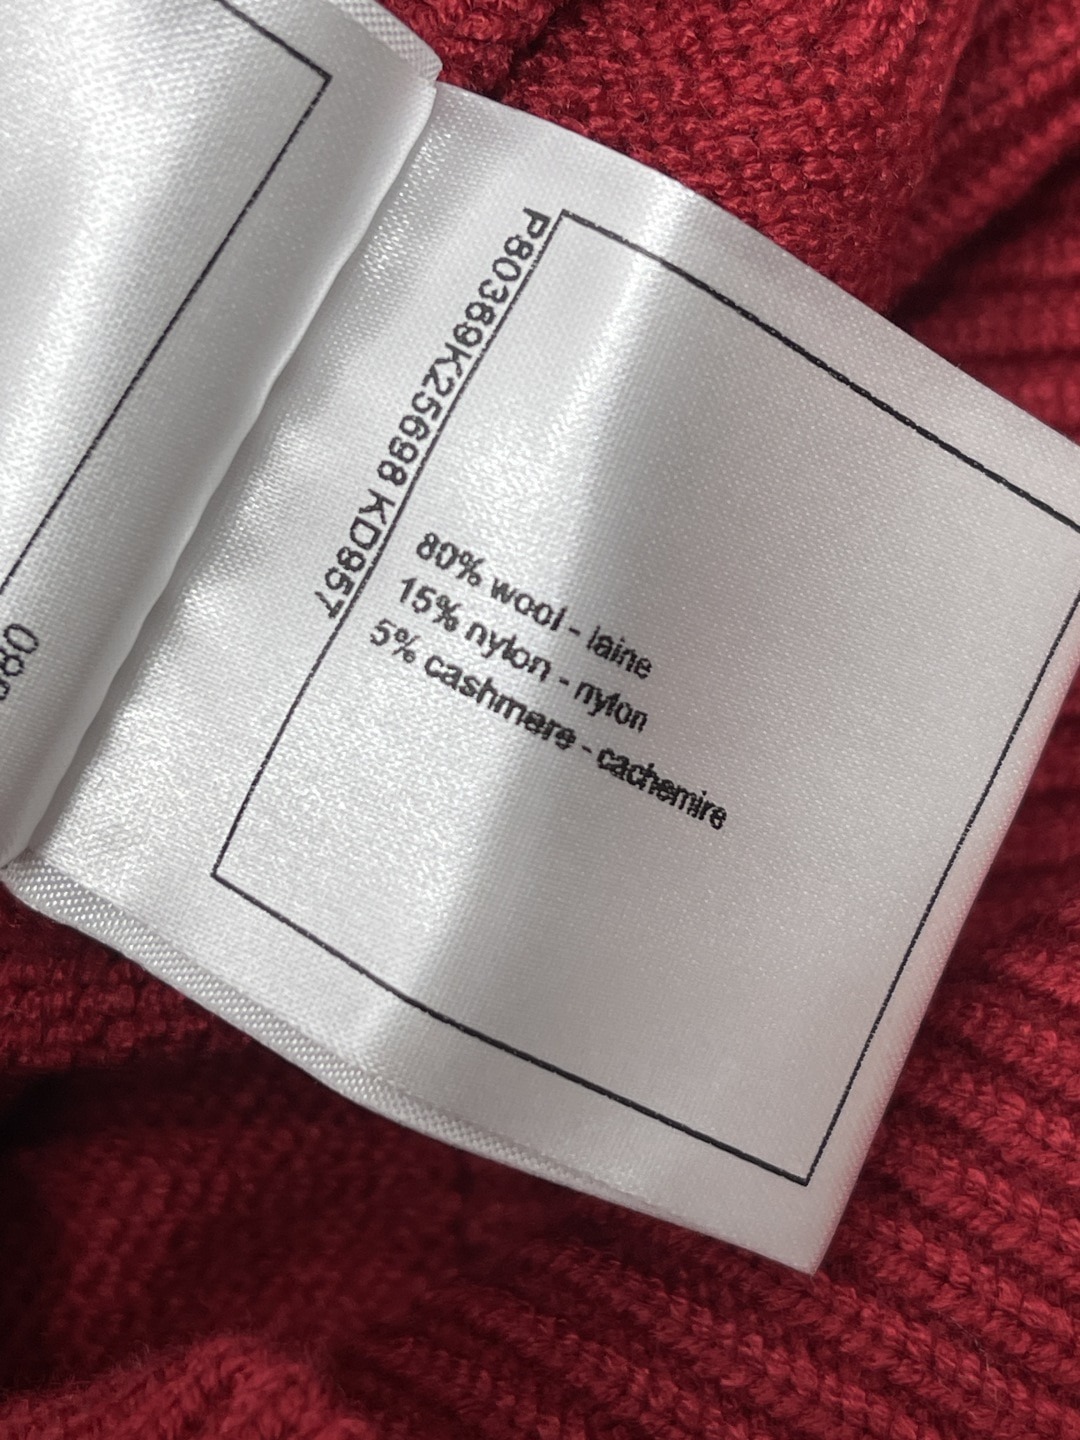 P80369K25698 KD957
80% wool - laine
15% nylon - nylon
5% cashmere - cachemire